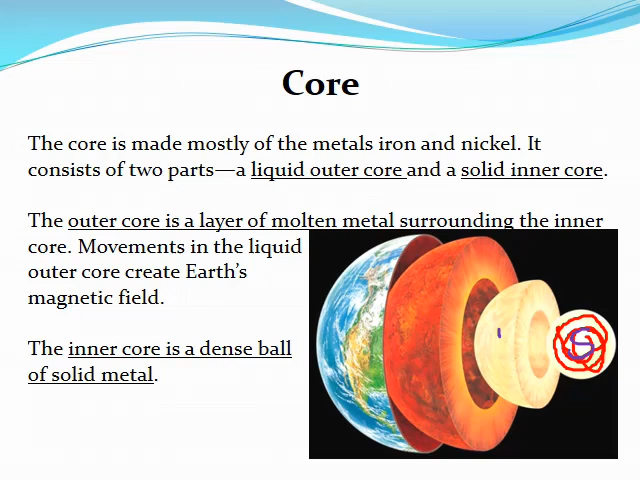 Core
The core is made mostly of the metals iron and nickel. It
consists of two parts—a liquid outer core and a solid inner core.
The outer core is a layer of molten metal surrounding the inner
core. Movements in the liquid
outer core create Earth's
magnetic field.
The inner core is a dense ball
of solid metal.
S